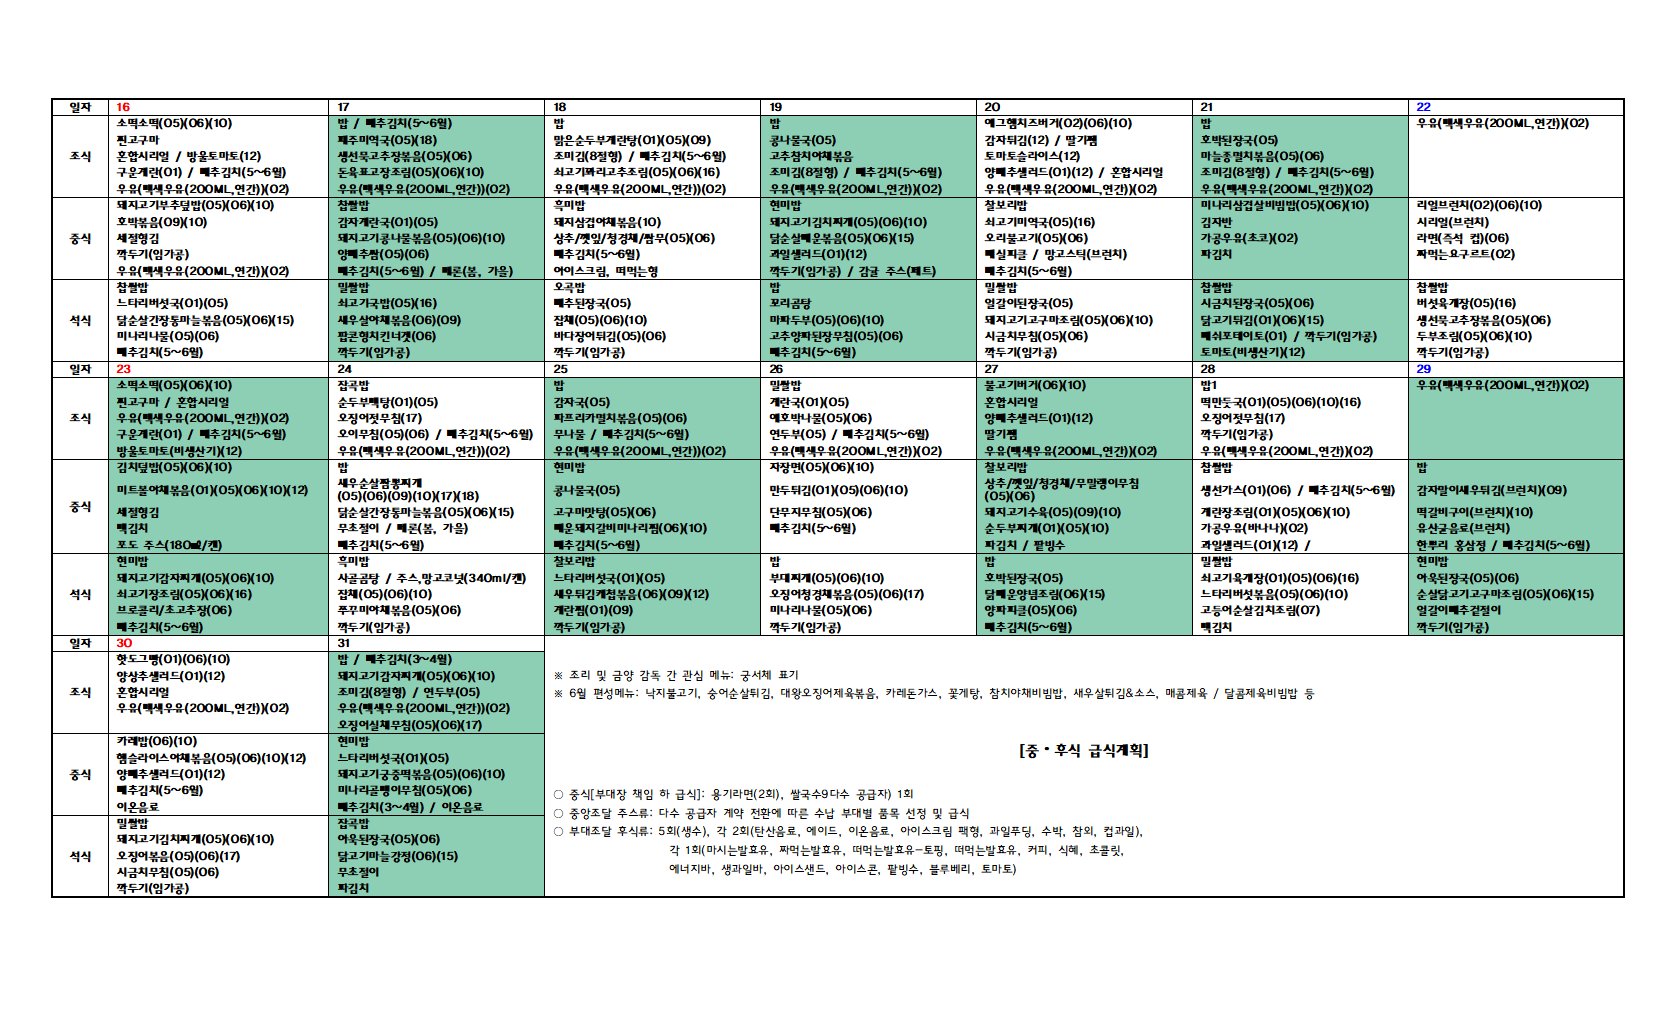 일자 16 17 18 19 20 21 22
조식
소떡소떡(05)(06)(10)
찐고구마
혼합시리얼 / 방울토마토(12)
구운계란(01) / 배추김치(5~6월)
우유(백색우유(200ML,연간))(02)
밥 / 배추김치(5~6월)
쾌주미역국(05)(18)
생선묵고추장볶음(05)(06)
돈육표고장조림(05)(06)(10)
우유(백색우유(200ML,연간))(02)
밥
맑은순두부계란탕(01)(05)(09)
조미김(8절형) / 배추김치(5~6월)
쇠고기꽈리고추조림(05)(06)(16)
우유(백색우유(200ML,연간))(02)
밥
콩나물국(05)
고추참치야채볶음
조미김(8절형) / 배추김치(5~6월)
우유(백색우유(200ML,연간))(02)
에그햄치즈버거(02)(06)(10)
감자튀김(12) / 딸기쨈
토마토슬라이스(12)
양배추샐러드(01)(12) / 혼합시리얼
우유(백색우유(200ML,연간))(02)
밥
호박된장국(05)
마늘종멸치볶음(05)(06)
조미김(8절형) / 배추김치(5~6월)
우유(백색우유(200ML,연간))(02)
우유(백색우유(200ML,연간))(02)
중식
돼지고기부추덮밥(05)(06)(10)
호박볶음(09)(10)
세절형김
깍두기(임가공)
우유(백색우유(200ML,연간))(02)
찹쌀밥
감자계란국(01)(05)
돼지고기콩나물볶음(05)(06)(10)
양배추쌈(05)(06)
배추김치(5~6월) / 배론(봄, 가을)
흑미밥
돼지삼겹야채볶음(10)
상추/깻잎/청경채/쌈무(05)(06)
배추김치(5~6월)
아이스크림, 떠먹는형
현미밥
돼지고기김치찌개(05)(06)(10)
닭순살매운볶음(05)(06)(15)
과일샐러드(01)(12)
깍두기(임가공) / 감귤 주스(페트)
찰보리밥
쇠고기미역국(05)(16)
오리불고기(05)(06)
매실피클 / 망고스틱(브런치)
배추김치(5~6월)
미나리삼겹살비빔밥(05)(06)(10)
김자반
가공우유(초코)(02)
파김치
리얼브런치(02)(06)(10)
시리얼(브런치)
라면(즉석 컵)(06)
짜먹는요구르트(02)
석식
찹쌀밥
느타리버섯국(01)(05)
닭순살간장통마늘볶음(05)(06)(15)
미나리나물(05)(06)
배추김치(5~6월)
밀쌀밥
쇠고기국밥(05)(16)
새우살야채볶음(06)(09)
팝콘형치킨너겟(06)
깍두기(임가공)
오곡밥
배추된장국(05)
잡채(05)(06)(10)
바다장어튀김(05)(06)
깍두기(임가공)
밥
꼬리곰탕
마파두부(05)(06)(10)
고추양파된장무침(05)(06)
배추김치(5~6월)
밀쌀밥
얼갈이된장국(05)
돼지고기고구마조림(05)(06)(10)
시금치무침(05)(06)
깍두기(임가공)
찹쌀밥
시금치된장국(05)(06)
닭고기튀김(01)(06)(15)
매쉬포테이토(01) / 깍두기(임가공)
토마토(비생산기)(12)
찹쌀밥
버섯육개장(05)(16)
생선묵고추장볶음(05)(06)
두부조림(05)(06)(10)
깍두기(임가공)
일자 23 24 25 26 27 28 29
조식
소떡소떡(05)(06)(10)
찐고구마 / 혼합시리얼
우유(백색우유(200ML,연간))(02)
구운계란(01) / 배추김치(5~6월)
방울토마토(비생산기)(12)
잡곡밥
순두부백탕(01)(05)
오징어젓무침(17)
오이무침(05)(06) / 배추김치(5~6월)
우유(백색우유(200ML,연간))(02)
밥
감자국(05)
파프리카멸치볶음(05)(06)
무나물 / 배추김치(5~6월)
우유(백색우유(200ML,연간))(02)
밀쌀밥
계란국(01)(05)
애호박나물(05)(06)
연두부(05) / 배추김치(5~6월)
우유(백색우유(200ML,연간))(02)
불고기버거(06)(10)
혼합시리얼
양배추샐러드(01)(12)
딸기쨈
우유(백색우유(200ML,연간))(02)
밥1
떡만둣국(01)(05)(06)(10)(16)
오징어젓무침(17)
깍두기(임가공)
우유(백색우유(200ML,연간))(02)
우유(백색우유(200ML,연간))(02)
중식
김치덮밥(05)(06)(10)
미트볼야채볶음(01)(05)(06)(10)(12)
세절형김
백김치
포도 주스(180㎖/캔)
밥
새우순살짬뽕찌개
(05)(06)(09)(10)(17)(18)
닭순살간장통마늘볶음(05)(06)(15)
무초절이 / 배론(봄, 가을)
배추김치(5~6월)
현미밥
콩나물국(05)
고구마맛탕(05)(06)
매운돼지갈비미나리찜(06)(10)
배추김치(5~6월)
자장면(05)(06)(10)
만두튀김(01)(05)(06)(10)
단무지무침(05)(06)
배추김치(5~6월)
찰보리밥
상추/깻잎/청경채/무말랭이무침
(05)(06)
돼지고기수육(05)(09)(10)
순두부찌개(01)(05)(10)
파김치 / 팥빙수
찹쌀밥
생선가스(01)(06) / 배추김치(5~6월)
계란장조림(01)(05)(06)(10)
가공우유(바나나)(02)
과일샐러드(01)(12) /
밥
감자말이새우튀김(브런치)(09)
떡갈비구이(브런치)(10)
유산균음료(브런치)
한뿌리 홍삼정 / 배추김치(5~6월)
석식
현미밥
돼지고기감자찌개(05)(06)(10)
쇠고기장조림(05)(06)(16)
브로콜리/초고추장(06)
배추김치(5~6월)
흑미밥
사골곰탕 / 주스,망고코넛(340ml/캔)
잡채(05)(06)(10)
쭈꾸미야채볶음(05)(06)
깍두기(임가공)
찰보리밥
느타리버섯국(01)(05)
새우튀김케첩볶음(06)(09)(12)
계란찜(01)(09)
깍두기(임가공)
밥
부대찌개(05)(06)(10)
오징어청경채볶음(05)(06)(17)
미나리나물(05)(06)
깍두기(임가공)
밥
호박된장국(05)
닭매운양념조림(06)(15)
양파피클(05)(06)
배추김치(5~6월)
밀쌀밥
쇠고기육개장(01)(05)(06)(16)
느타리버섯볶음(05)(06)(10)
고등어순살김치조림(07)
백김치
현미밥
아욱된장국(05)(06)
순살닭고기고구마조림(05)(06)(15)
얼갈이배추겉절이
깍두기(임가공)
일자 30 31
조식
핫도그빵(01)(06)(10)
양상추샐러드(01)(12)
혼합시리얼
우유(백색우유(200ML,연간))(02)
밥 / 배추김치(3~4월)
돼지고기감자찌개(05)(06)(10)
조미김(8절형) / 연두부(05)
우유(백색우유(200ML,연간))(02)
오징어실채무침(05)(06)(17)
중식
카레밥(06)(10)
햄슬라이스야채볶음(05)(06)(10)(12)
양배추샐러드(01)(12)
배추김치(5~6월)
이온음료
현미밥
느타리버섯국(01)(05)
돼지고기궁중떡볶음(05)(06)(10)
미나리골뱅이무침(05)(06)
배추김치(3~4월) / 이온음료
석식
밀쌀밥
돼지고기김치찌개(05)(06)(10)
오징어볶음(05)(06)(17)
시금치무침(05)(06)
깍두기(임가공)
잡곡밥
아욱된장국(05)(06)
닭고기마늘강정(06)(15)
무초절이
파김치
※ 조리 및 급양 감독 간 관심 메뉴: 궁서체 표기
※ 6월 편성메뉴: 낙지불고기, 숭어순살튀김, 대왕오징어제육볶음, 카레돈가스, 꽃게탕, 참치야채비빔밥, 새우살튀김&소스, 매콤제육 / 달콤제육비빔밥 등
[중·후식 급식계획]
○ 중식[부대장 책임 하 급식]: 용기라면(2회), 쌀국수9다수 공급자) 1회
○ 중앙조달 주스류: 다수 공급자 계약 전환에 따른 수납 부대별 품목 선정 및 급식
○ 부대조달 후식류: 5회(생수), 각 2회(탄산음료, 에이드, 이온음료, 아이스크림 팩형, 과일푸딩, 수박, 참외, 컵과일),
각 1회(마시는발효유, 짜먹는발효유, 떠먹는발효유-토핑, 떠먹는발효유, 커피, 식혜, 초콜릿,
에너지바, 생과일바, 아이스샌드, 아이스콘, 팥빙수, 블루베리, 토마토)